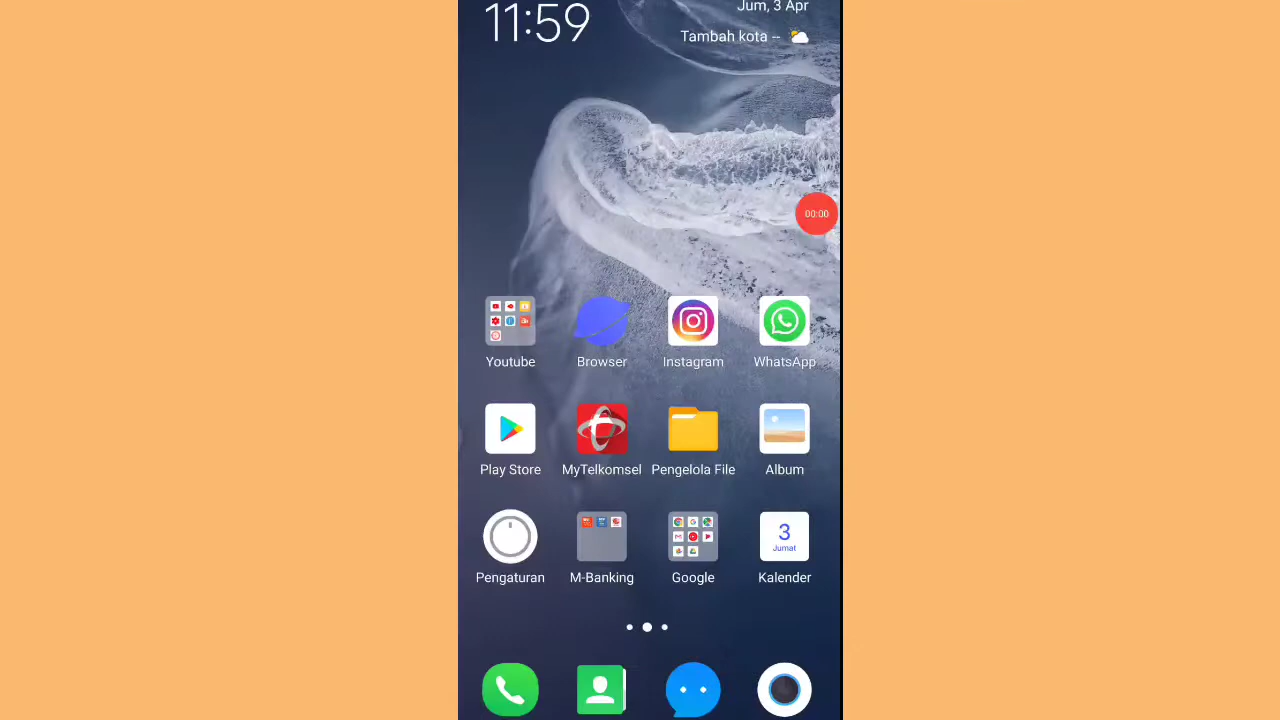 11:59
Jum, 3 Apr
Tambah kota --
00:00
Youtube
Browser
Instagram
WhatsApp
Play Store
MyTelkomsel
Pengelola File
Album
3
Jumat
Pengaturan
M-Banking
Google
Kalender